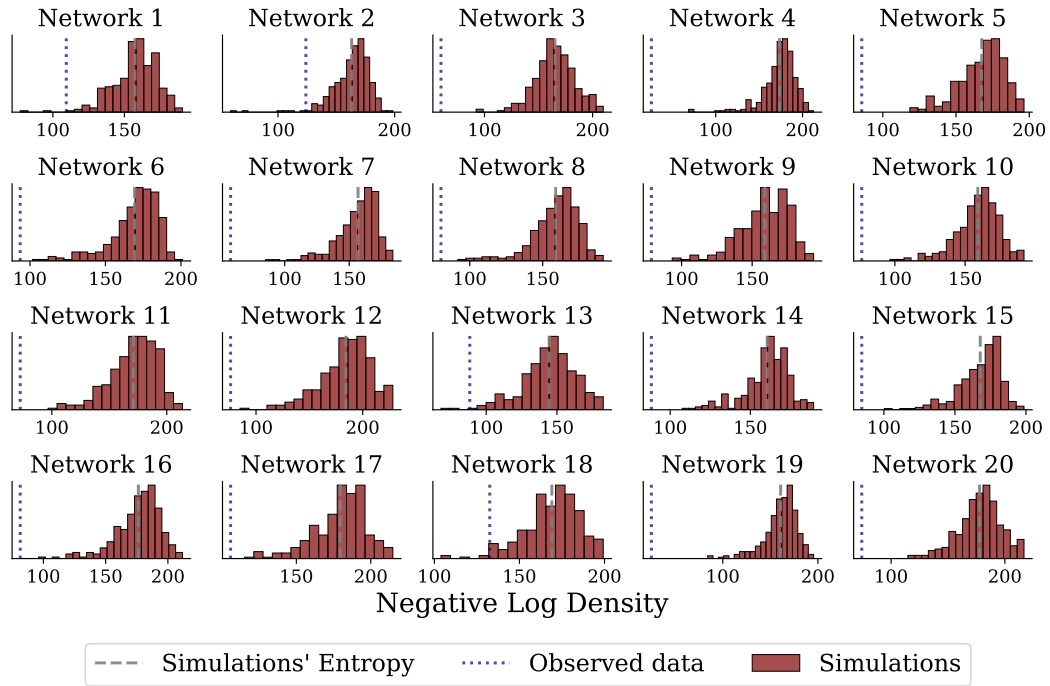 Network 1 Network 2 Network 3 Network 4 Network 5
100 150 100 200 100 200 100 200 100 150 200
Network 6 Network 7 Network 8 Network 9 Network 10
100 150 200 100 150 100 150 100 150 100 150
Network 11 Network 12 Network 13 Network 14 Network 15
100 200 100 200 100 150 100 150 100 150 200
Network 16 Network 17 Network 18 Network 19 Network 20
100 150 200 150 200 100 150 200 100 200 100 150 200
Negative Log Density
Simulations' Entropy Observed data Simulations